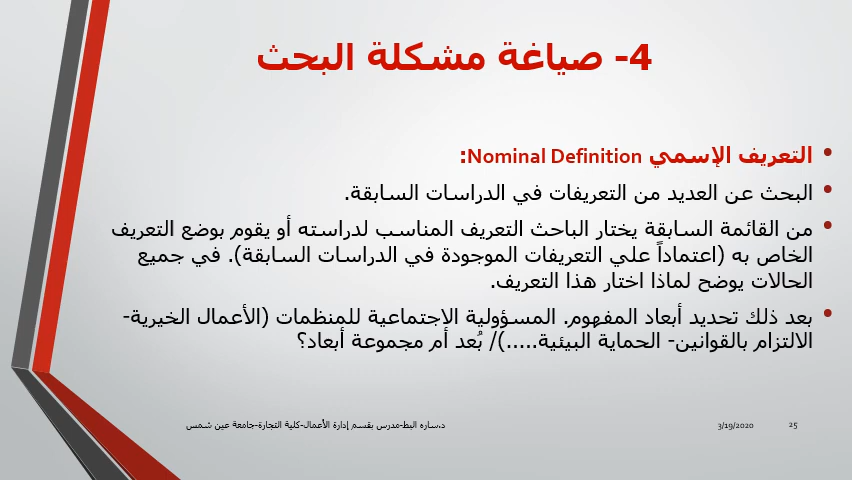 4- صياغة مشكلة البحث
التعريف الإسمي Nominal Definition:
البحث عن العديد من التعريفات في الدراسات السابقة.
من القائمة السابقة يختار الباحث التعريف المناسب لدراسته أو يقوم بوضع التعريف
الخاص به (اعتماداً علي التعريفات الموجودة في الدراسات السابقة). في جميع
الحالات يوضح لماذا اختار هذا التعريف.
بعد ذلك تحديد أبعاد المفهوم. المسؤولية الاجتماعية للمنظمات (الأعمال الخيرية-
الالتزام بالقوانين- الحماية البيئية.....)/ بُعد أم مجموعة أبعاد؟
25
3/19/2020
د.ساره البط-مدرس بقسم إدارة الأعمال-كلية التجارة-جامعة عين شمس